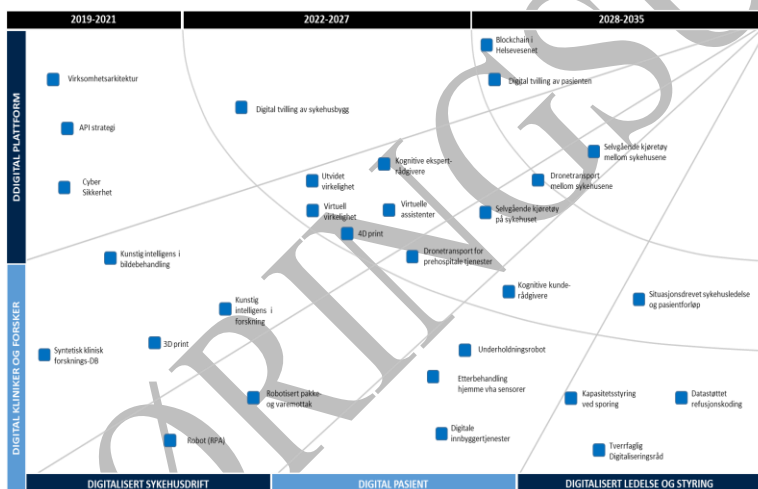 2019-2021
2022-2027
2028-2035
DDIGITAL PLATTFORM
DIGITAL KLINIKER OG FORSKER
Blockchain i
Helsevesenet
Virksomhetsarkitektur
Digital tvilling av pasienten
Digital tvilling av sykehusbygg
API strategi
Selvgående kjøretøy
mellom sykehusene
Kognitive ekspert-
rådgivere
Utvidet
virkelighet
Dronetransport
mellom sykehusene
Cyber
Sikkerhet
Virtuell
virkelighet
Virtuelle
assistenter
Selvgående kjøretøy
på sykehuset
4D print
Kunstig intelligens i
bildebehandling
Dronetransport for
prehospitale tjenester
Kognitive kunde-
rådgivere
Situasjonsdrevet sykehusledelse
og pasientforløp
Kunstig
intelligens i
forskning
3D print
Syntetisk klinisk
forsknings-DB
Underholdningsrobot
Etterbehandling
hjemme vha sensorer
Robotisert pakke-
og varemottak
Kapasitetsstyring
ved sporing
Datastøttet
refusjonskoding
Robot (RPA)
Digitale
innbyggertjenester
Tverrfaglig
Digitaliseringsråd
DIGITALISERT SYKEHUSDRIFT
DIGITAL PASIENT
DIGITALISERT LEDELSE OG STYRING
ØRINGS